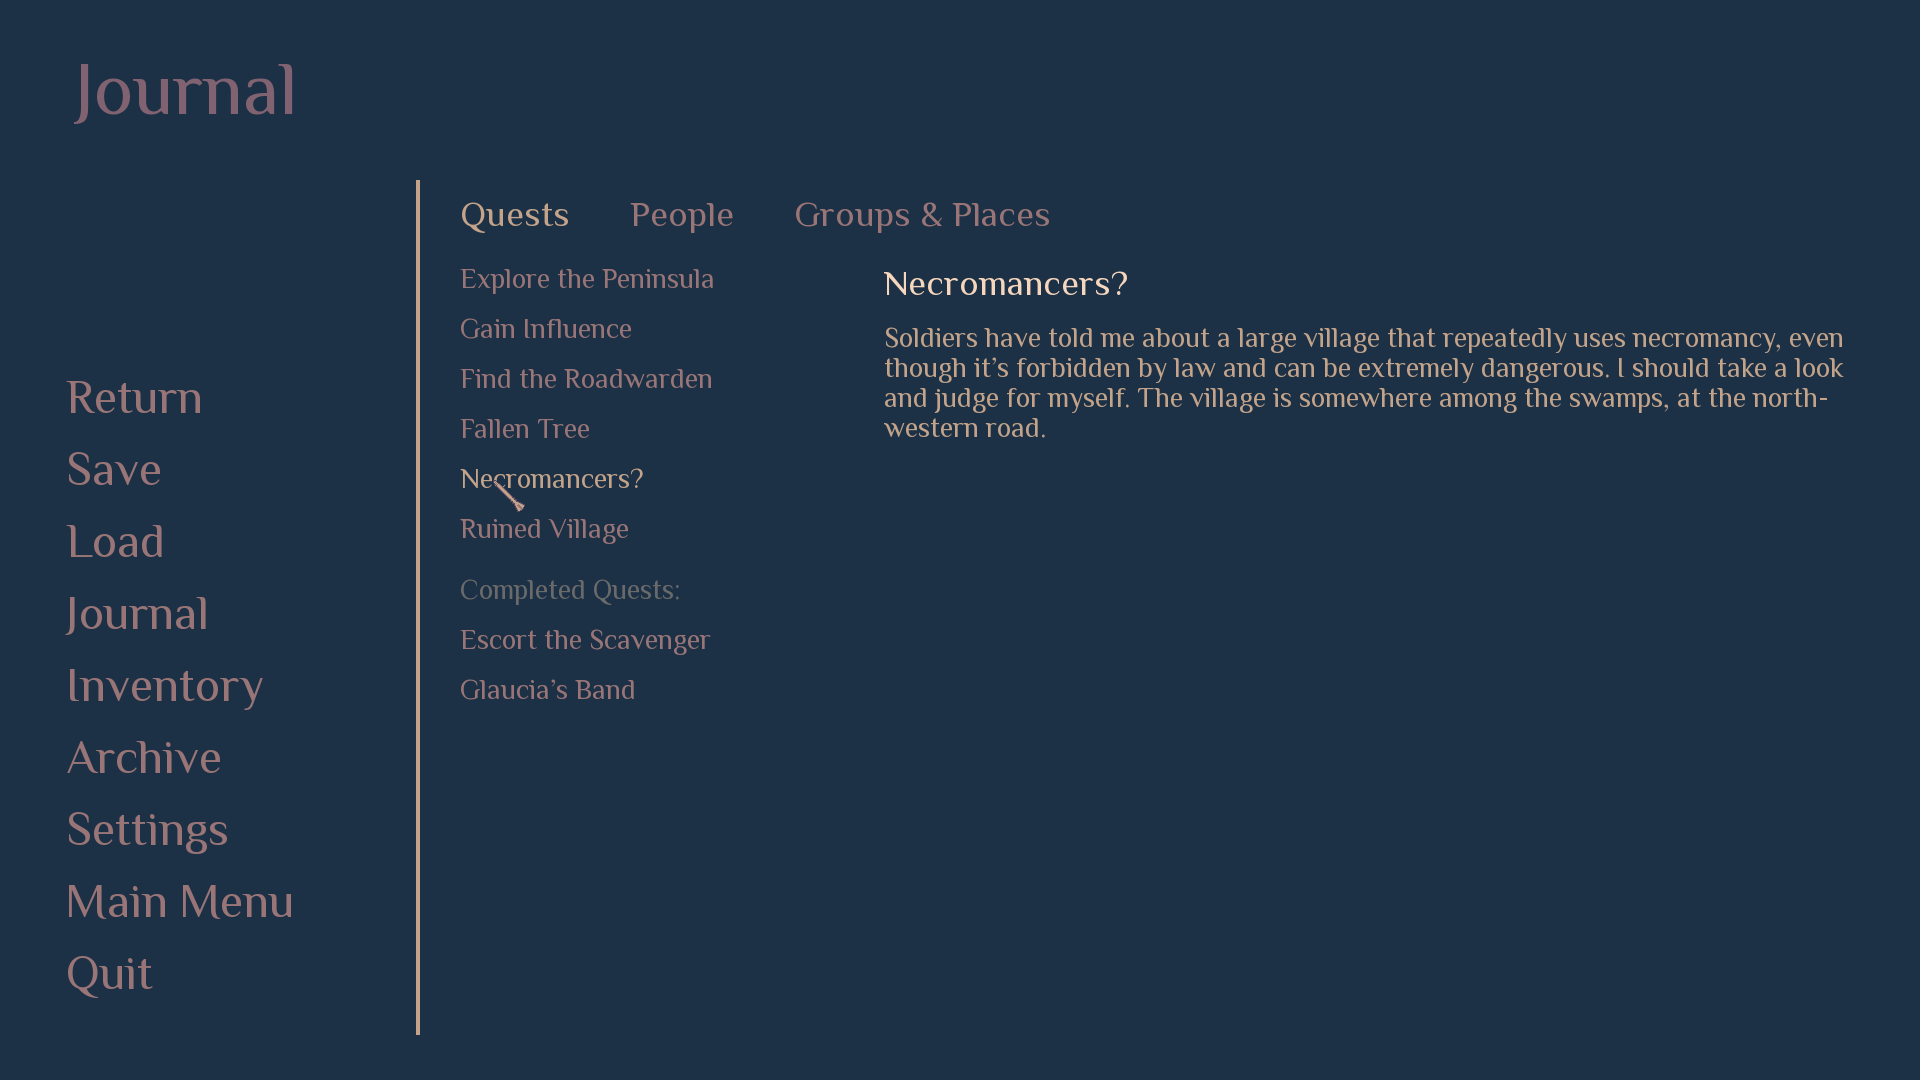 Journal
Return
Save
Load
Journal
Inventory
Archive
Settings
Main Menu
Quit
Quests People Groups & Places
Explore the Peninsula
Gain Influence
Find the Roadwarden
Fallen Tree
Necromancers?
Ruined Village
Completed Quests:
Escort the Scavenger
Glaucia’s Band
Necromancers?
Soldiers have told me about a large village that repeatedly uses necromancy, even
though it’s forbidden by law and can be extremely dangerous. I should take a look
and judge for myself. The village is somewhere among the swamps, at the north-
western road.